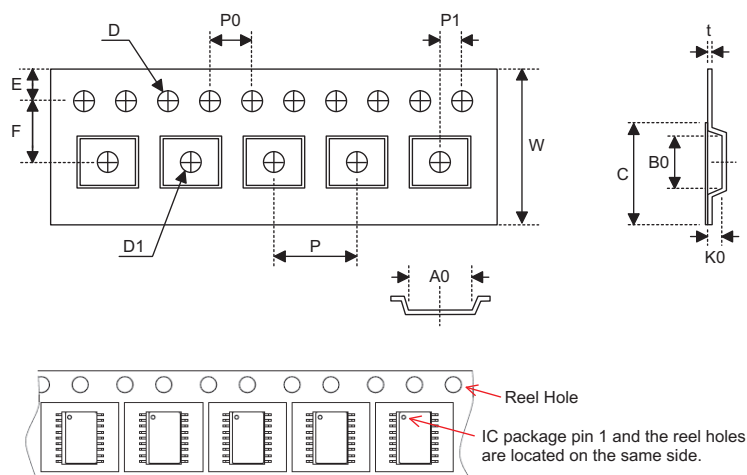 D
P0
P1
t
E
F
W
C
B0
D1
P
K0
A0
Reel Hole
IC package pin 1 and the reel holes
are located on the same side.